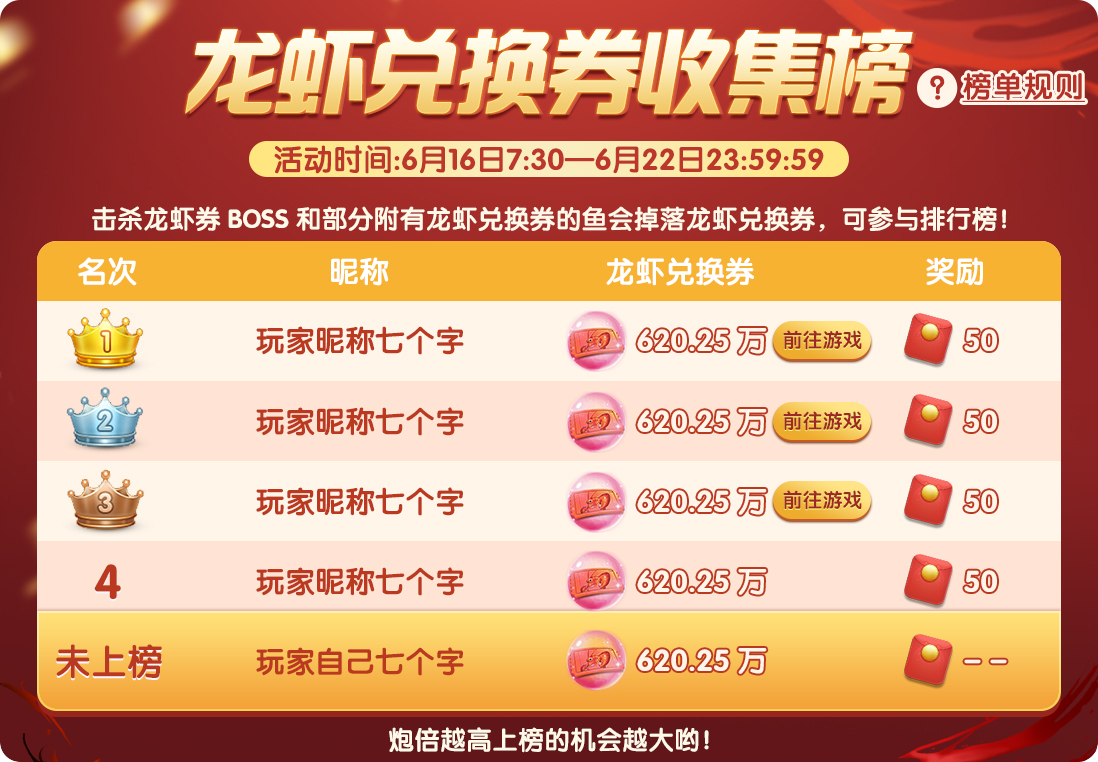 龙虾兑换券收集榜
? 榜单规则
活动时间:6月16日7:30—6月22日23:59:59
击杀龙虾券 BOSS 和部分附有龙虾兑换券的鱼会掉落龙虾兑换券，可参与排行榜！
名次 昵称 龙虾兑换券 奖励
1 玩家昵称七个字 620.25 万 前往游戏 50
2 玩家昵称七个字 620.25 万 前往游戏 50
3 玩家昵称七个字 620.25 万 前往游戏 50
4 玩家昵称七个字 620.25 万 50
未上榜 玩家自己七个字 620.25 万 – –
炮倍越高上榜的机会越大哟！